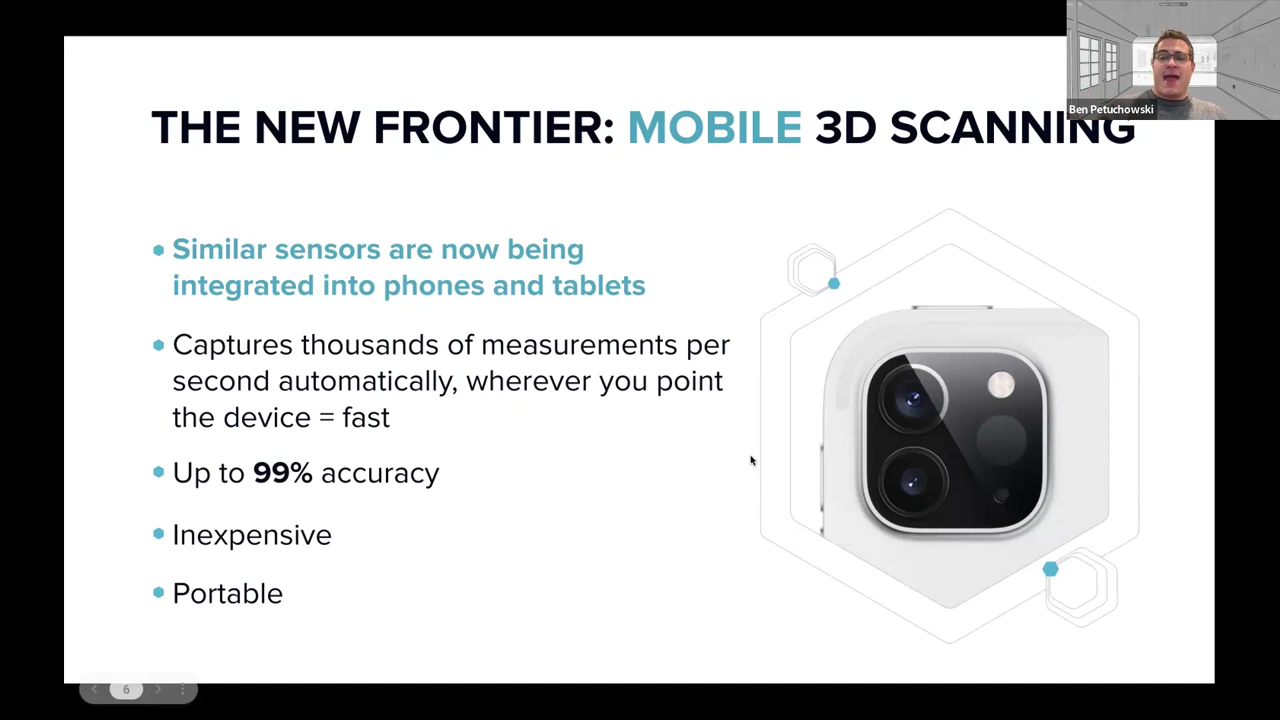 Ben Petuchowski
THE NEW FRONTIER: MOBILE 3D SCANNING
Similar sensors are now being
integrated into phones and tablets
Captures thousands of measurements per
second automatically, wherever you point
the device = fast
Up to 99% accuracy
Inexpensive
Portable
6